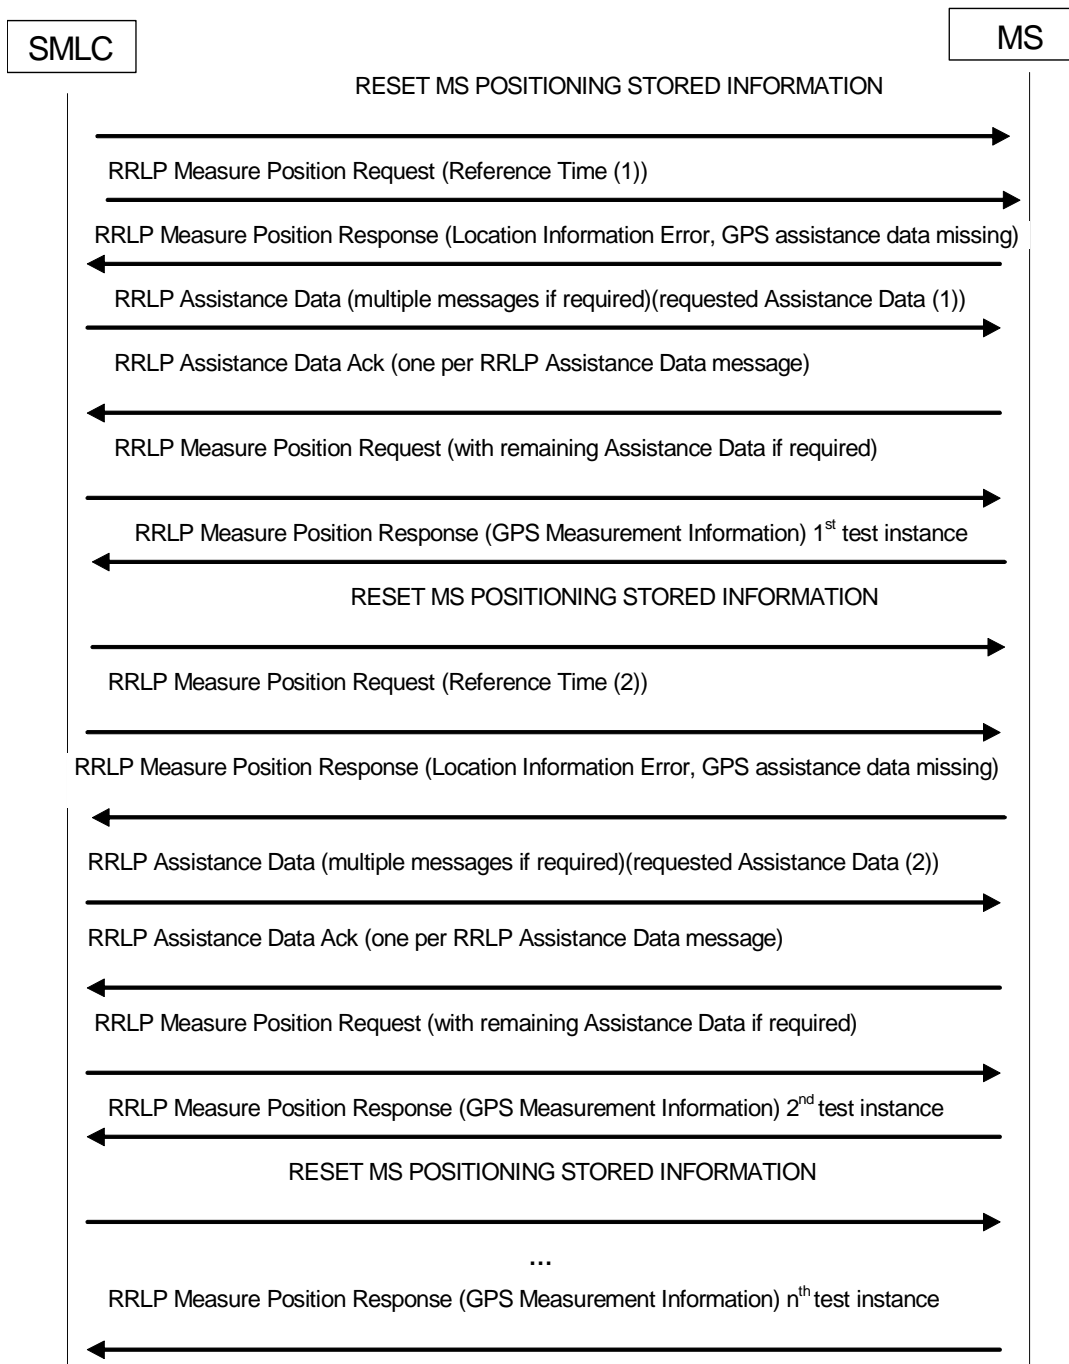 SMLC
MS
RESET MS POSITIONING STORED INFORMATION
RRLP Measure Position Request (Reference Time (1))
RRLP Measure Position Response (Location Information Error, GPS assistance data missing)
RRLP Assistance Data (multiple messages if required)(requested Assistance Data (1))
RRLP Assistance Data Ack (one per RRLP Assistance Data message)
RRLP Measure Position Request (with remaining Assistance Data if required)
RRLP Measure Position Response (GPS Measurement Information) 1st test instance
RESET MS POSITIONING STORED INFORMATION
RRLP Measure Position Request (Reference Time (2))
RRLP Measure Position Response (Location Information Error, GPS assistance data missing)
RRLP Assistance Data (multiple messages if required)(requested Assistance Data (2))
RRLP Assistance Data Ack (one per RRLP Assistance Data message)
RRLP Measure Position Request (with remaining Assistance Data if required)
RRLP Measure Position Response (GPS Measurement Information) 2nd test instance
RESET MS POSITIONING STORED INFORMATION
...
RRLP Measure Position Response (GPS Measurement Information) nth test instance